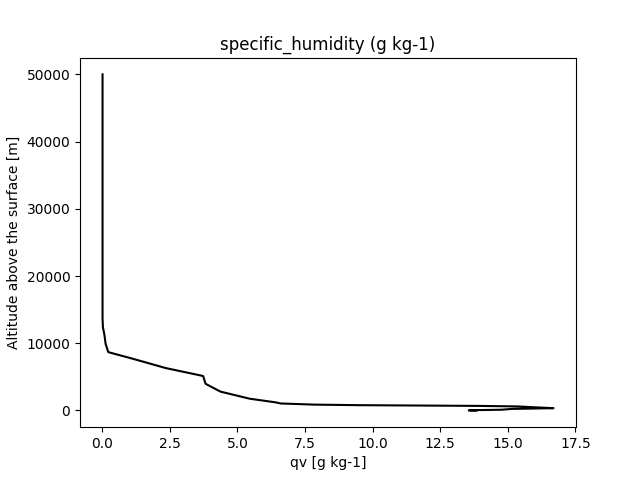 specific_humidity (g kg-1)
Altitude above the surface [m]
50000
40000
30000
20000
10000
0
0.0 2.5 5.0 7.5 10.0 12.5 15.0 17.5
qv [g kg-1]